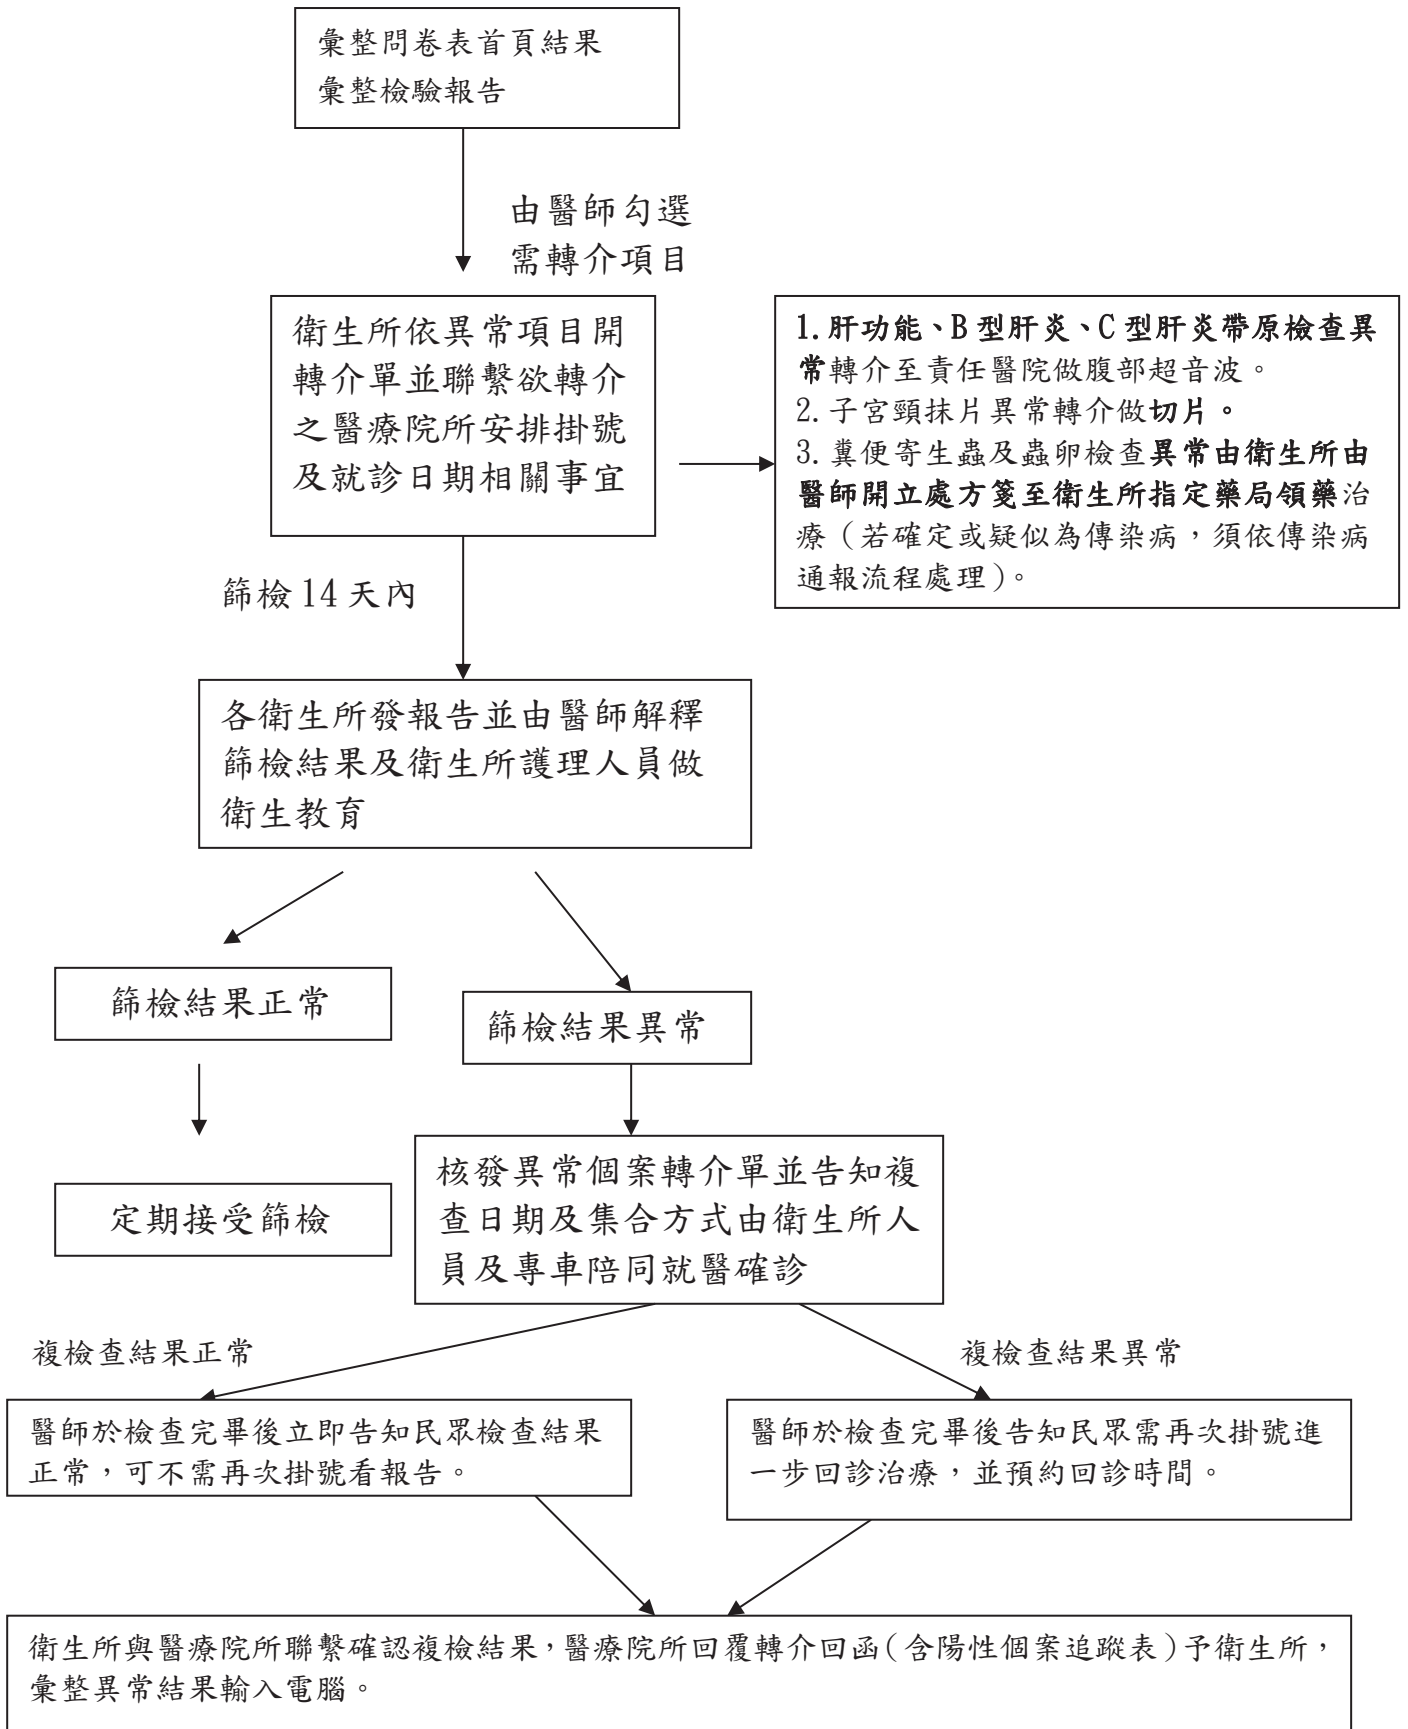 彙整問卷表首頁結果
彙整檢驗報告
由醫師勾選
需轉介項目
衛生所依異常項目開
轉介單並聯繫欲轉介
之醫療院所安排掛號
及就診日期相關事宜
1.肝功能、B型肝炎、C型肝炎帶原檢查異
常轉介至責任醫院做腹部超音波。
2.子宮頸抹片異常轉介做切片。
3.糞便寄生蟲及蟲卵檢查異常由衛生所由
醫師開立處方箋至衛生所指定藥局領藥治
療(若確定或疑似為傳染病,須依傳染病
通報流程處理)。
篩檢14天內
各衛生所發報告並由醫師解釋
篩檢結果及衛生所護理人員做
衛生教育
篩檢結果正常
篩檢結果異常
定期接受篩檢
核發異常個案轉介單並告知複
查日期及集合方式由衛生所人
員及專車陪同就醫確診
複檢查結果正常
複檢查結果異常
醫師於檢查完畢後立即告知民眾檢查結果
正常,可不需再次掛號看報告。
醫師於檢查完畢後告知民眾需再次掛號進
一步回診治療,並預約回診時間。
衛生所與醫療院所聯繫確認複檢結果,醫療院所回覆轉介回函(含陽性個案追蹤表)予衛生所,
彙整異常結果輸入電腦。